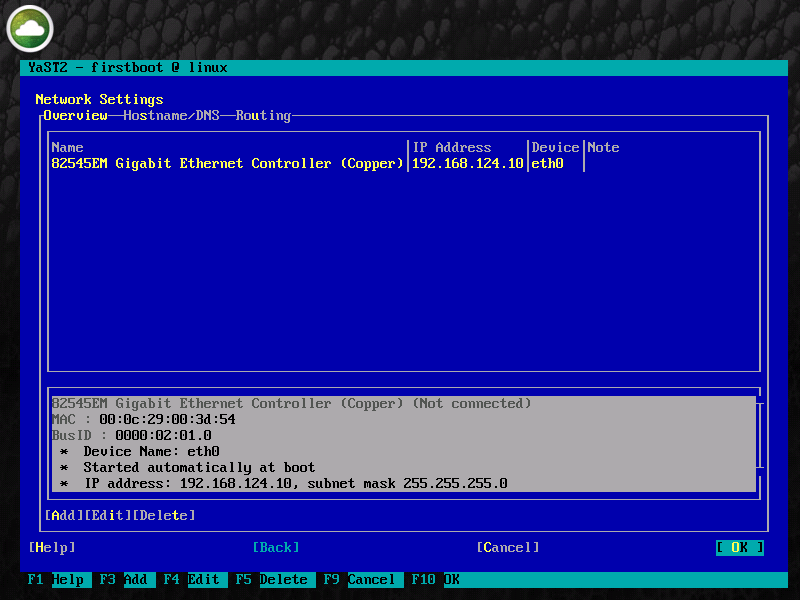 YaST2 - firstboot @ linux
Network Settings
Overview—Hostname/DNS—Routing
Name IP Address Device Note
82545EM Gigabit Ethernet Controller (Copper) 192.168.124.10 eth0
82545EM Gigabit Ethernet Controller (Copper) (Not connected)
MAC : 00:0c:29:00:3d:54
BusID : 0000:02:01.0
* Device Name: eth0
* Started automatically at boot
* IP address: 192.168.124.10, subnet mask 255.255.255.0
[Add][Edit][Delete]
[Help] [Back] [Cancel] [ OK ]
F1 Help F3 Add F4 Edit F5 Delete F9 Cancel F10 OK